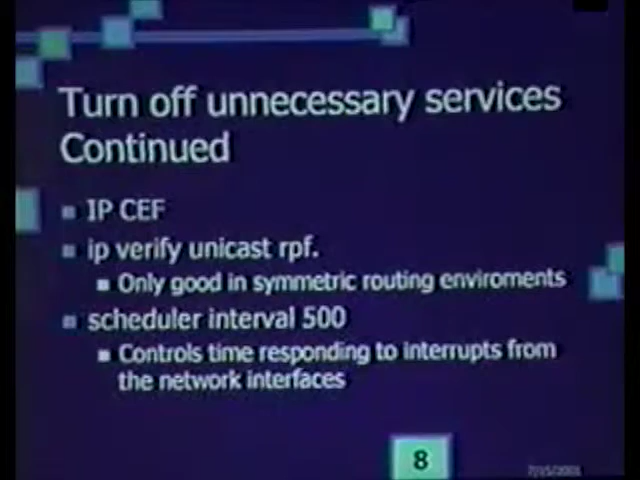 Turn off unnecessary services
Continued
IP CEF
ip verify unicast rpf.
Only good in symmetric routing enviroments
scheduler interval 500
Controls time responding to interrupts from
the network interfaces
8